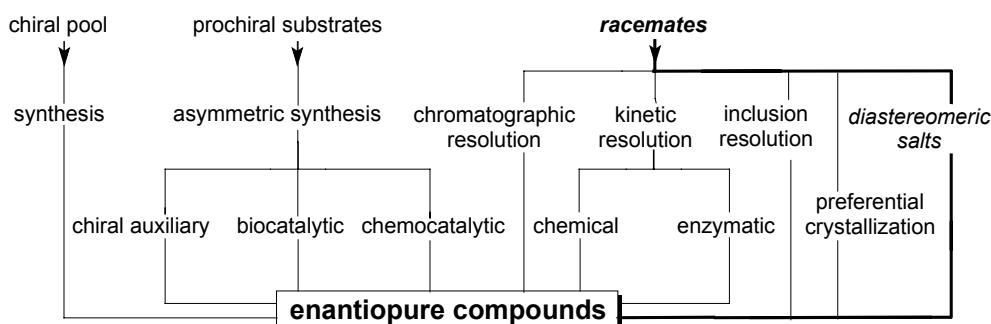 chiral pool
prochiral substrates
racemates
synthesis
asymmetric synthesis
chromatographic
resolution
kinetic
resolution
inclusion
resolution
diastereomeric
salts
chiral auxiliary
biocatalytic
chemocatalytic
chemical
enzymatic
preferential
crystallization
enantiopure compounds